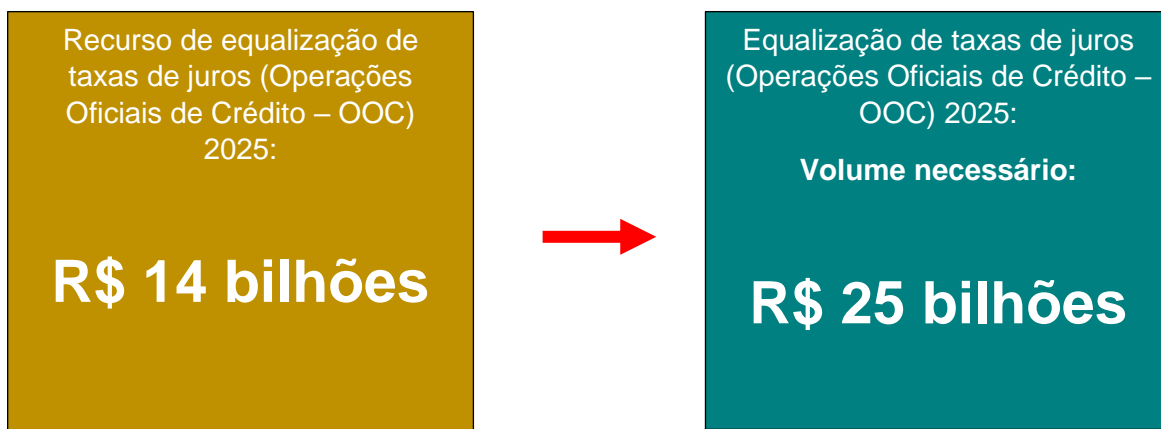 Recurso de equalização de
taxas de juros (Operações
Oficiais de Crédito – OOC)
2025:
R$ 14 bilhões
Equalização de taxas de juros
(Operações Oficiais de Crédito –
OOC) 2025:
Volume necessário:
R$ 25 bilhões